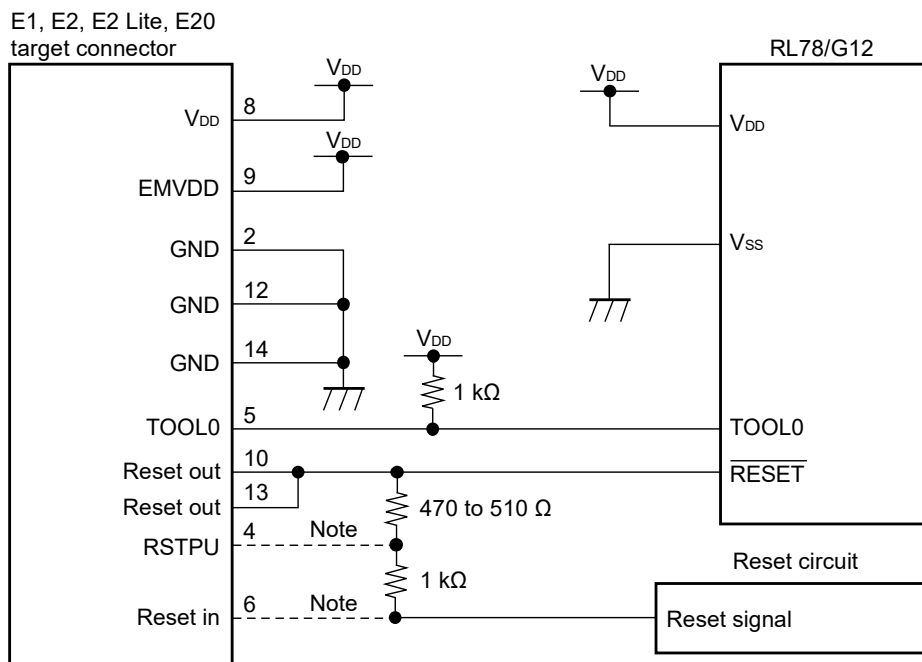 E1, E2, E2 Lite, E20
target connector
RL78/G12
VDD
VDD
VDD
8
VDD
VDD
9
EMVDD
VDD
2
GND
VSS
12
GND
14
GND
VDD
1 kΩ
5
TOOL0
TOOL0
10
Reset out
RESET
13
Reset out
470 to 510 Ω
4
RSTPU
Note
Reset circuit
1 kΩ
6
Reset in
Note
Reset signal